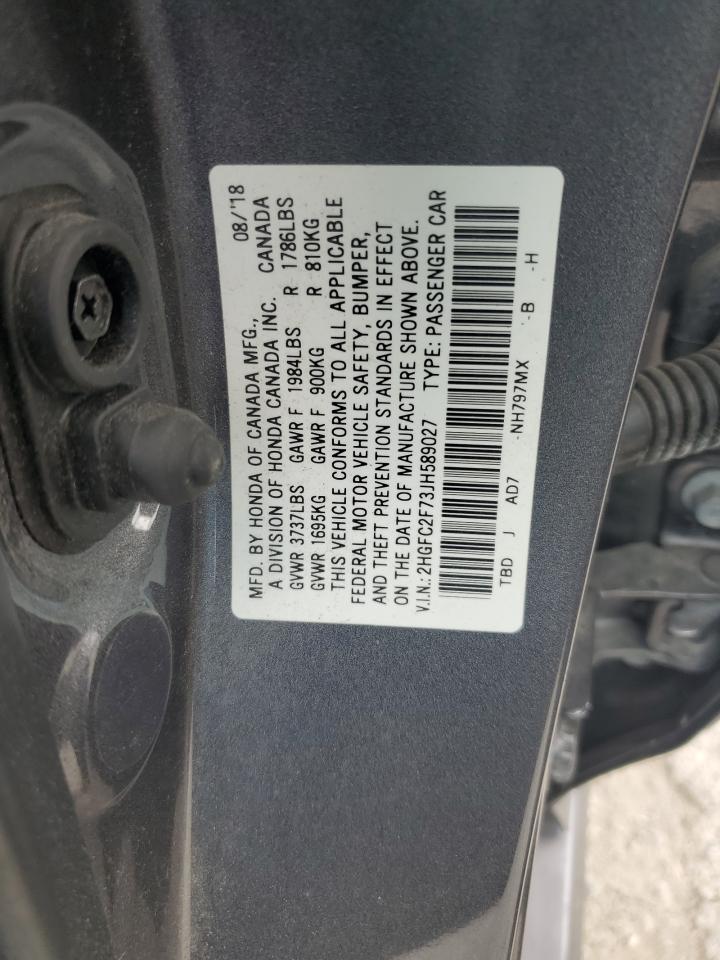 MFD. BY HONDA OF CANADA MFG., 08/'18
A DIVISION OF HONDA CANADA INC. CANADA
GVWR 3737LBS GAWR F 1984LBS R 1786LBS
GVWR 1695KG GAWR F 900KG R 810KG
THIS VEHICLE CONFORMS TO ALL APPLICABLE
FEDERAL MOTOR VEHICLE SAFETY, BUMPER,
AND THEFT PREVENTION STANDARDS IN EFFECT
ON THE DATE OF MANUFACTURE SHOWN ABOVE.
V.I.N.:2HGFC2F73JH589027 TYPE: PASSENGER CAR
TBD J AD7 -NH797MX '-B -H